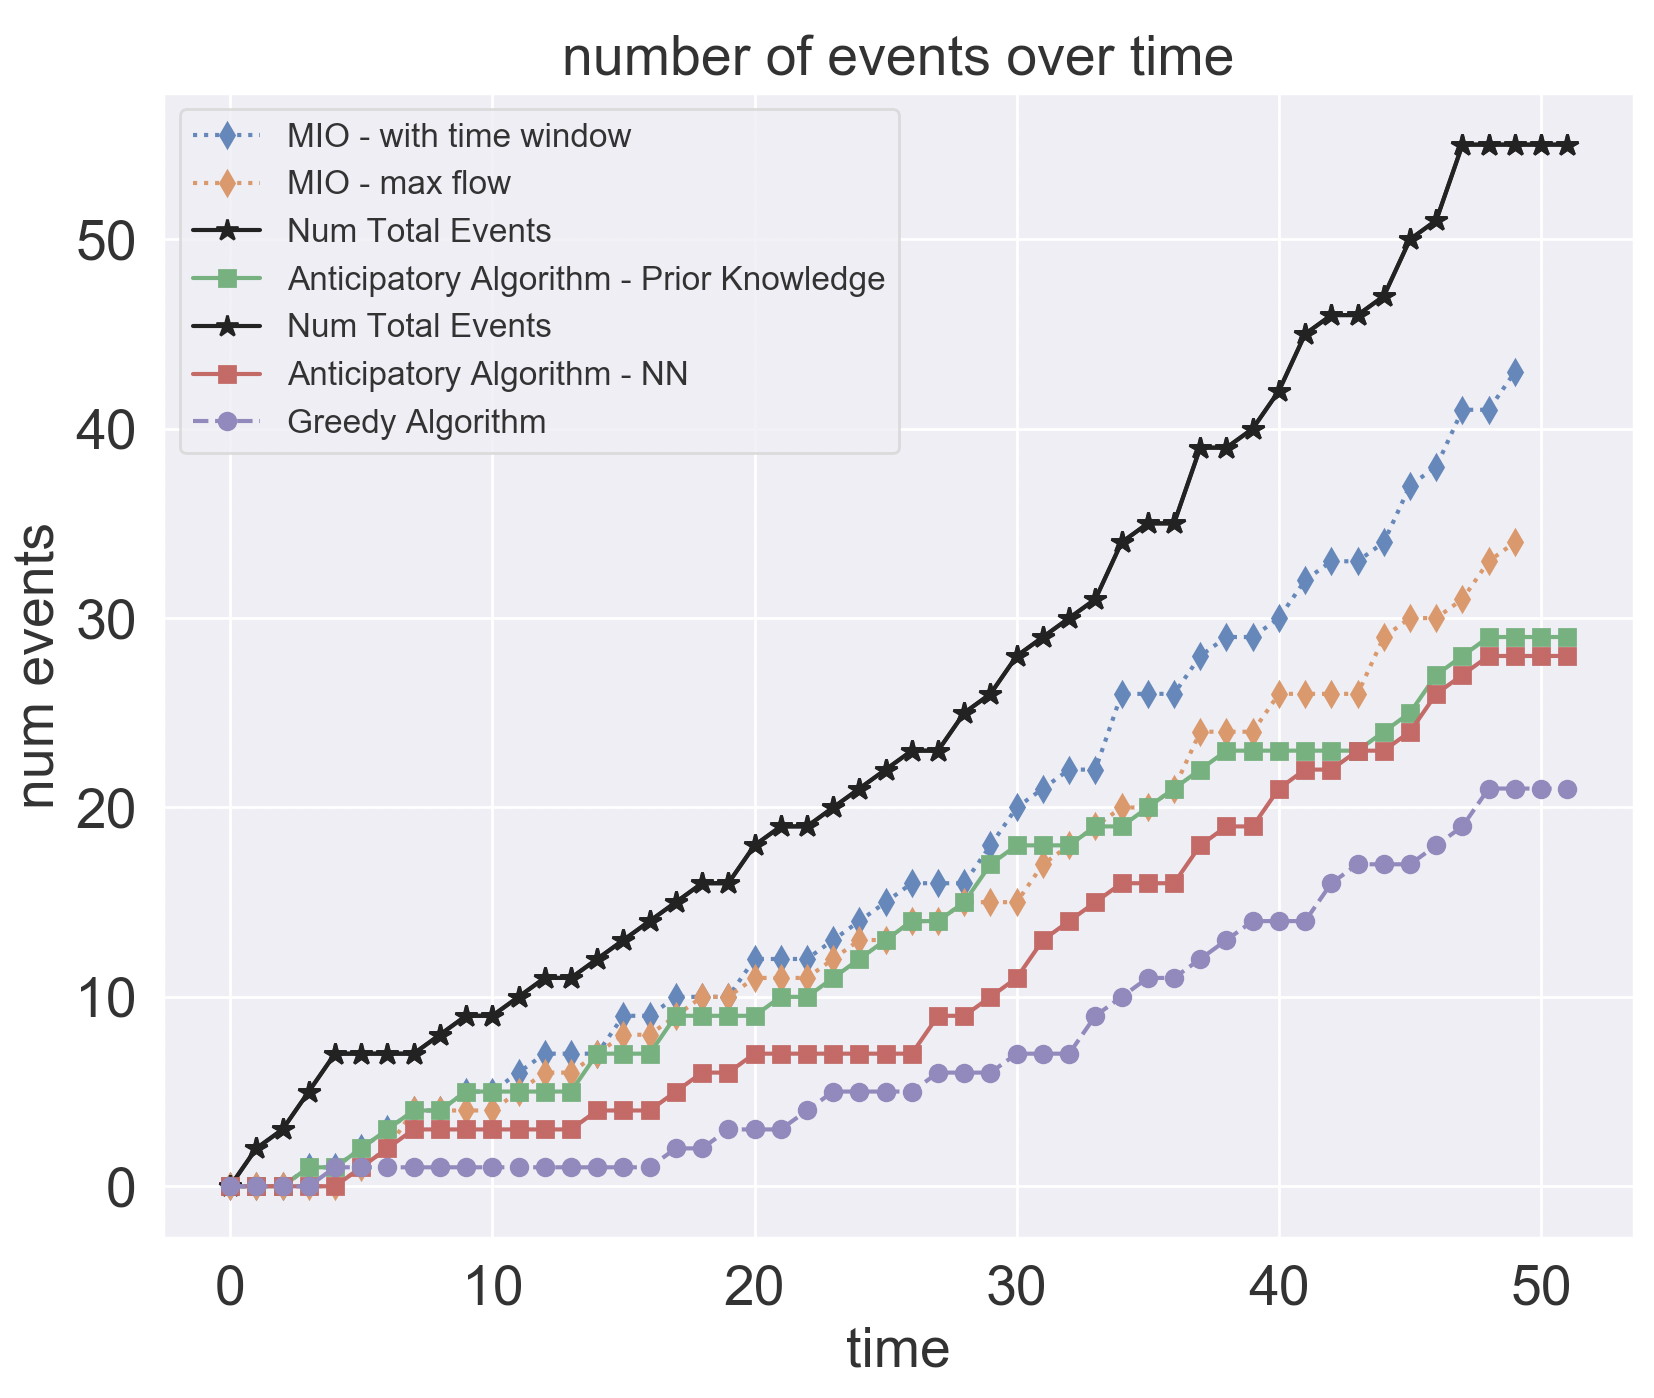 number of events over time
MIO - with time window
MIO - max flow
Num Total Events
Anticipatory Algorithm - Prior Knowledge
Num Total Events
Anticipatory Algorithm - NN
Greedy Algorithm
num events
50
40
30
20
10
0
0 10 20 30 40 50
time